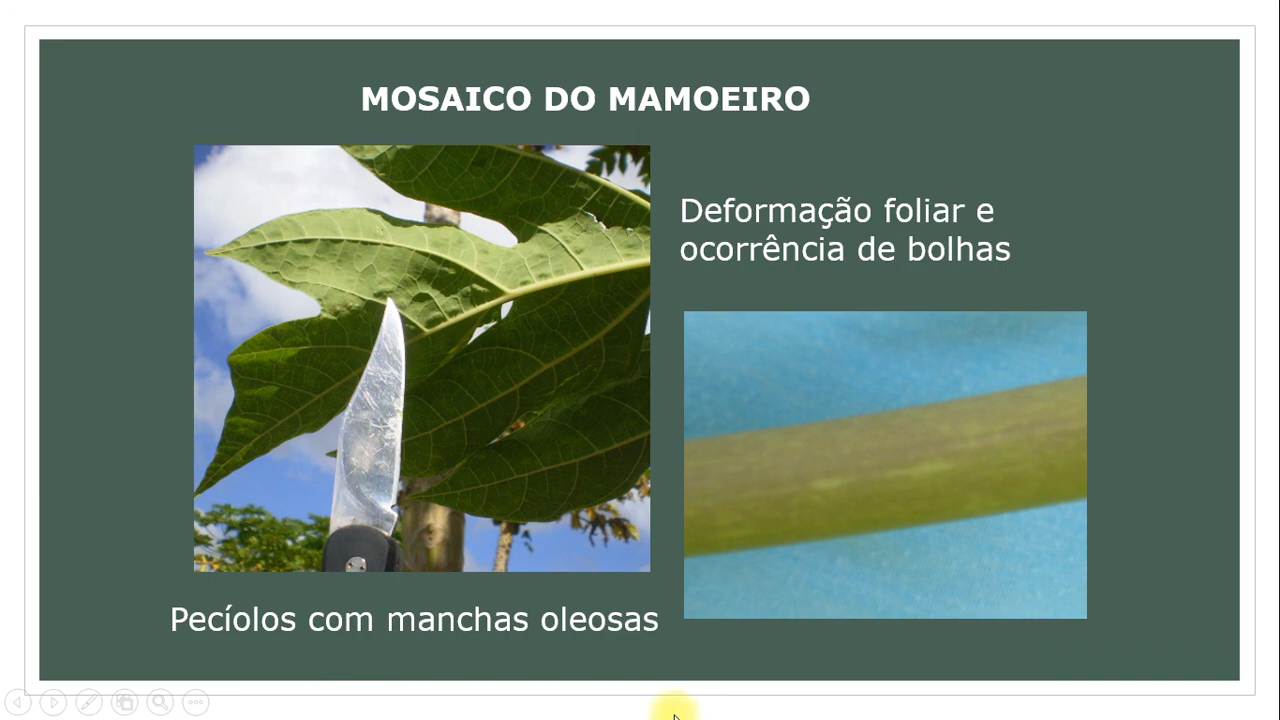 MOSAICO DO MAMOEIRO
Deformação foliar e
ocorrência de bolhas
Pecíolos com manchas oleosas